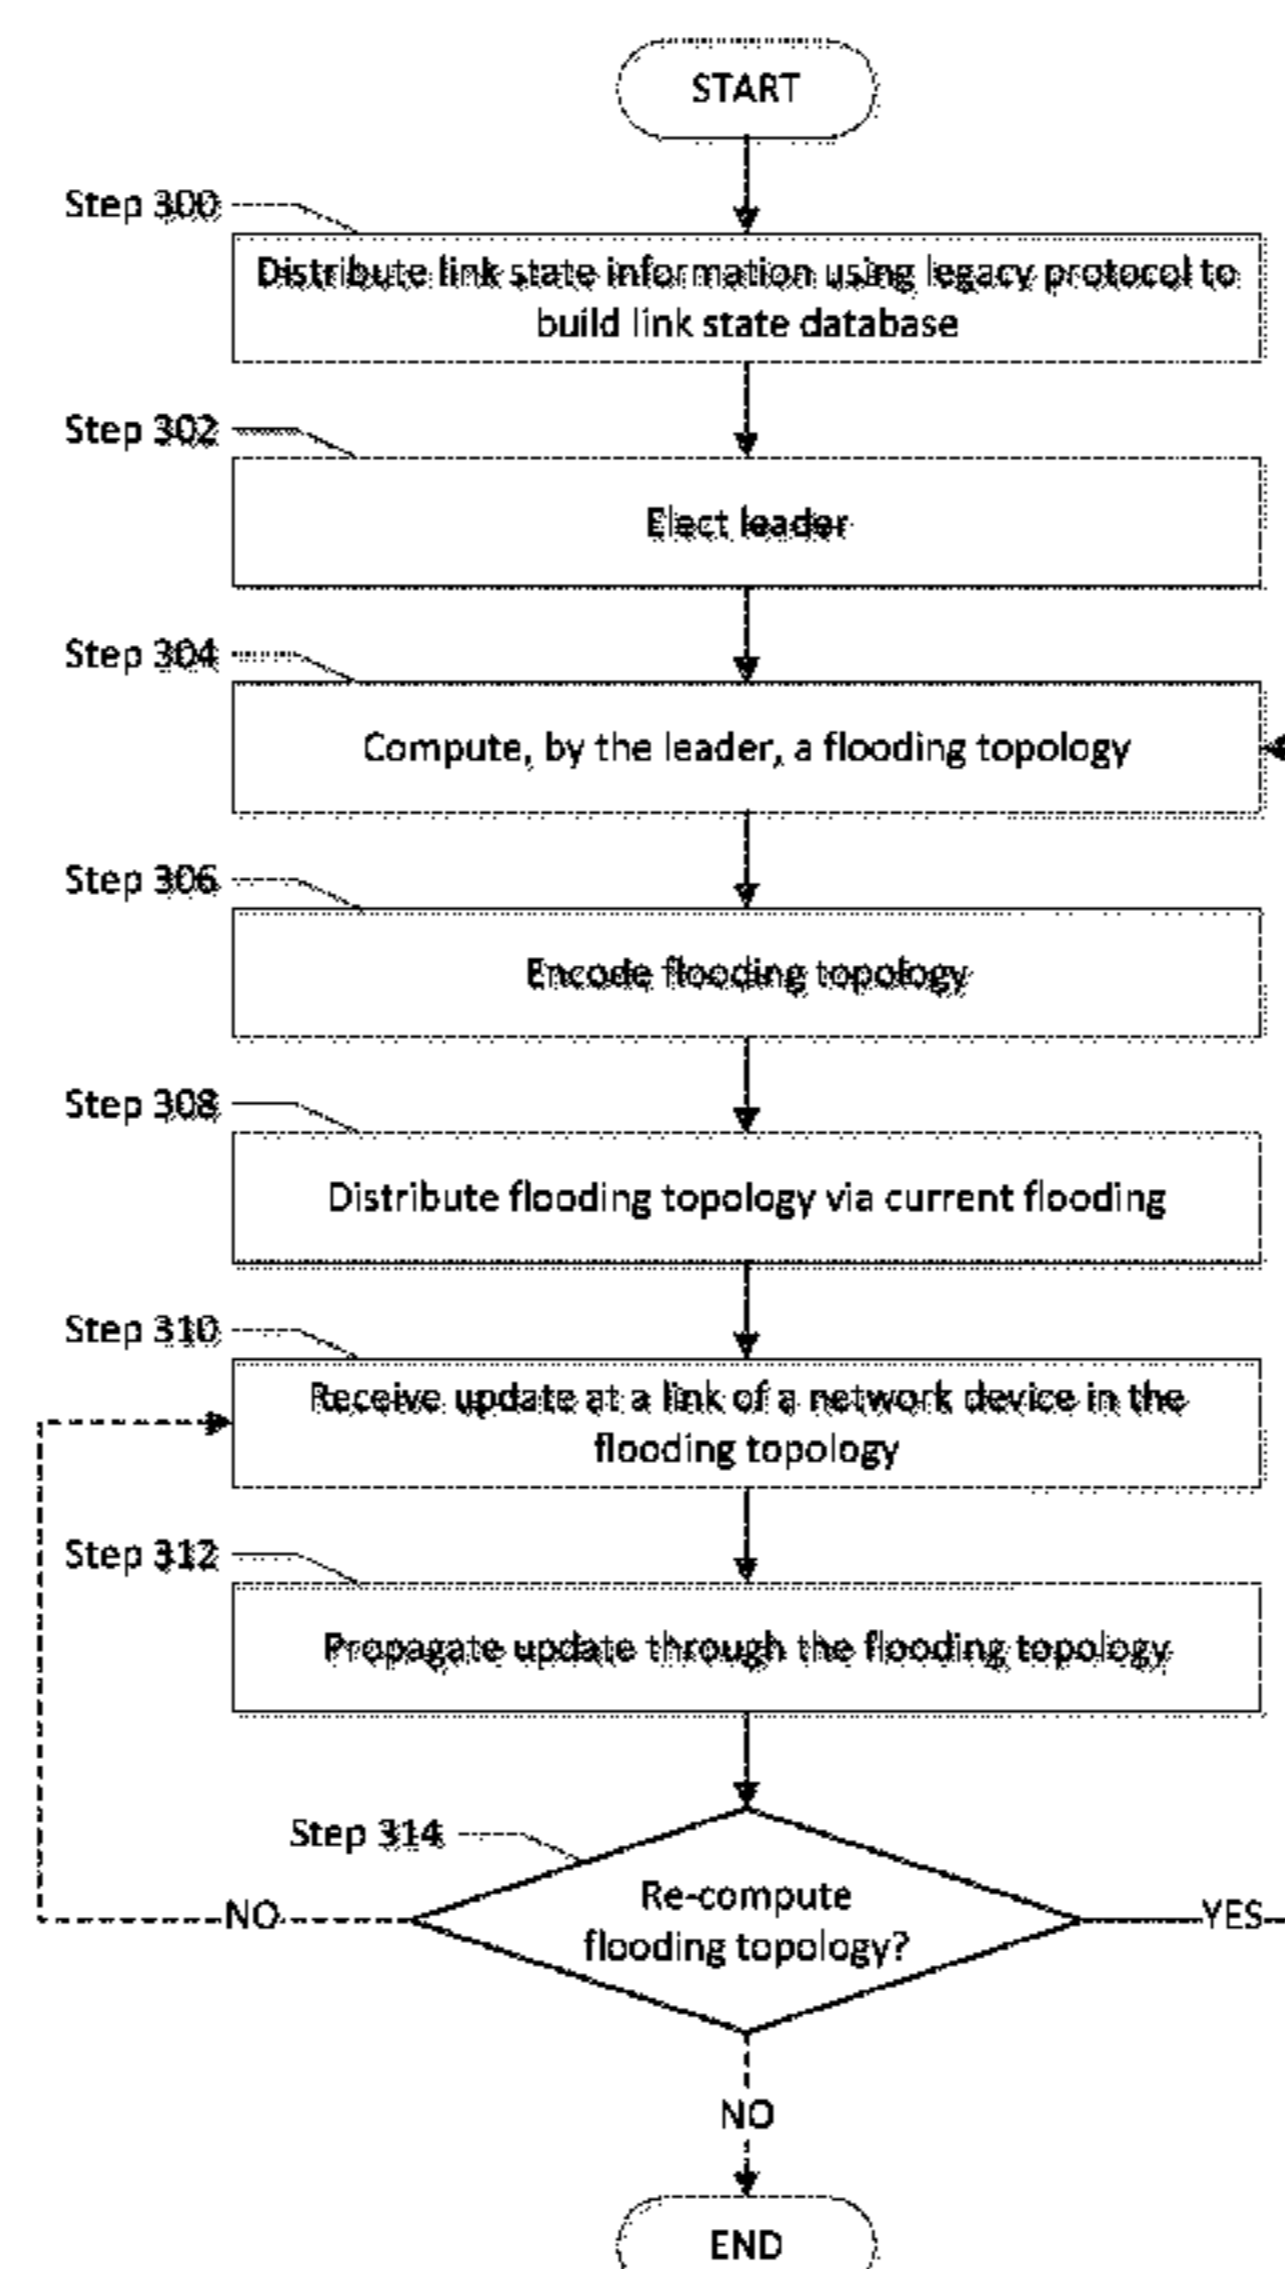 START
Step 300
Distribute link state information using legacy protocol to
build link state database
Step 302
Elect leader
Step 304
Compute, by the leader, a flooding topology
Step 306
Encode flooding topology
Step 308
Distribute flooding topology via current flooding
Step 310
Receive update at a link of a network device in the
flooding topology
Step 312
Propagate update through the flooding topology
Step 314
Re-compute
flooding topology?
NO
YES
NO
END